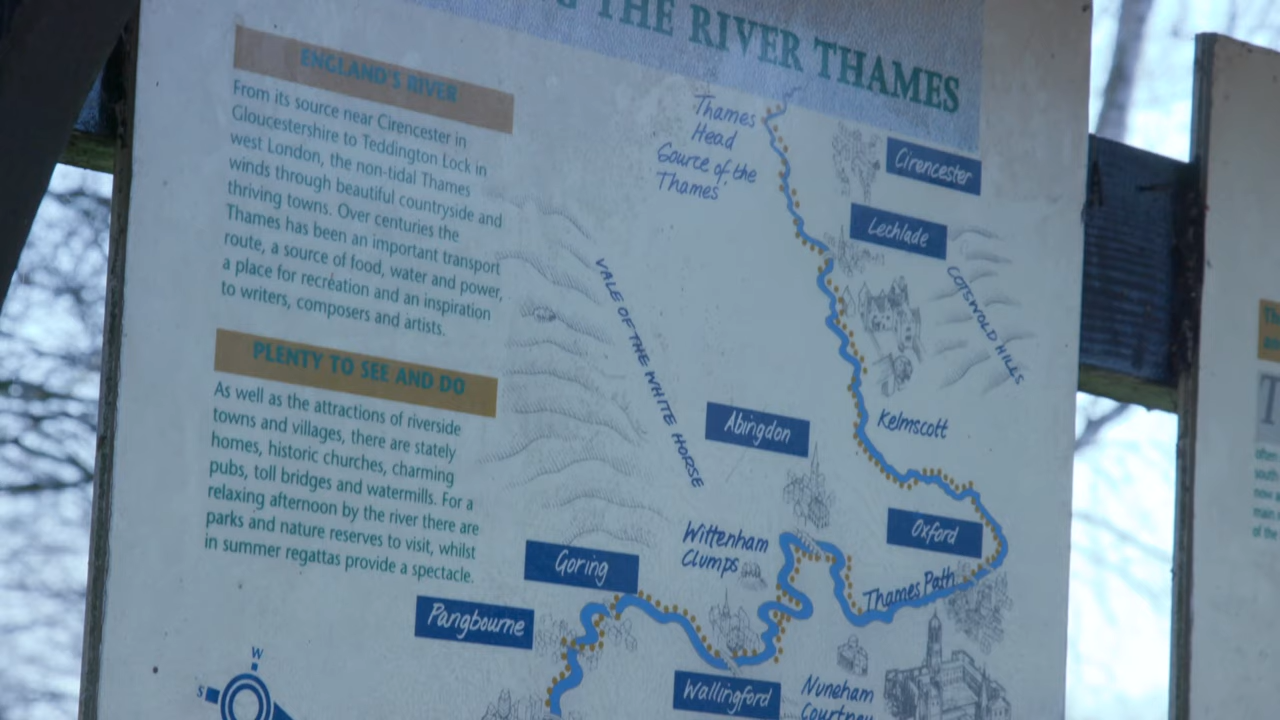 THE RIVER THAMES
ENGLAND'S RIVER
From its source near Cirencester in
Gloucestershire to Teddington Lock in
west London, the non-tidal Thames
winds through beautiful countryside and
thriving towns. Over centuries the
Thames has been an important transport
route, a source of food, water and power,
a place for recreation and an inspiration
to writers, composers and artists.
PLENTY TO SEE AND DO
As well as the attractions of riverside
towns and villages, there are stately
homes, historic churches, charming
pubs, toll bridges and watermills. For a
relaxing afternoon by the river there are
parks and nature reserves to visit, whilst
in summer regattas provide a spectacle.
Thames
Head
Source of the
Thames
Cirencester
Lechlade
COTSWOLD HILLS
VALE OF THE WHITE HORSE
Kelmscott
Abingdon
Oxford
Wittenham
Clumps
Thames Path
Goring
Pangbourne
Wallingford
Nuneham
Courtney
W
S